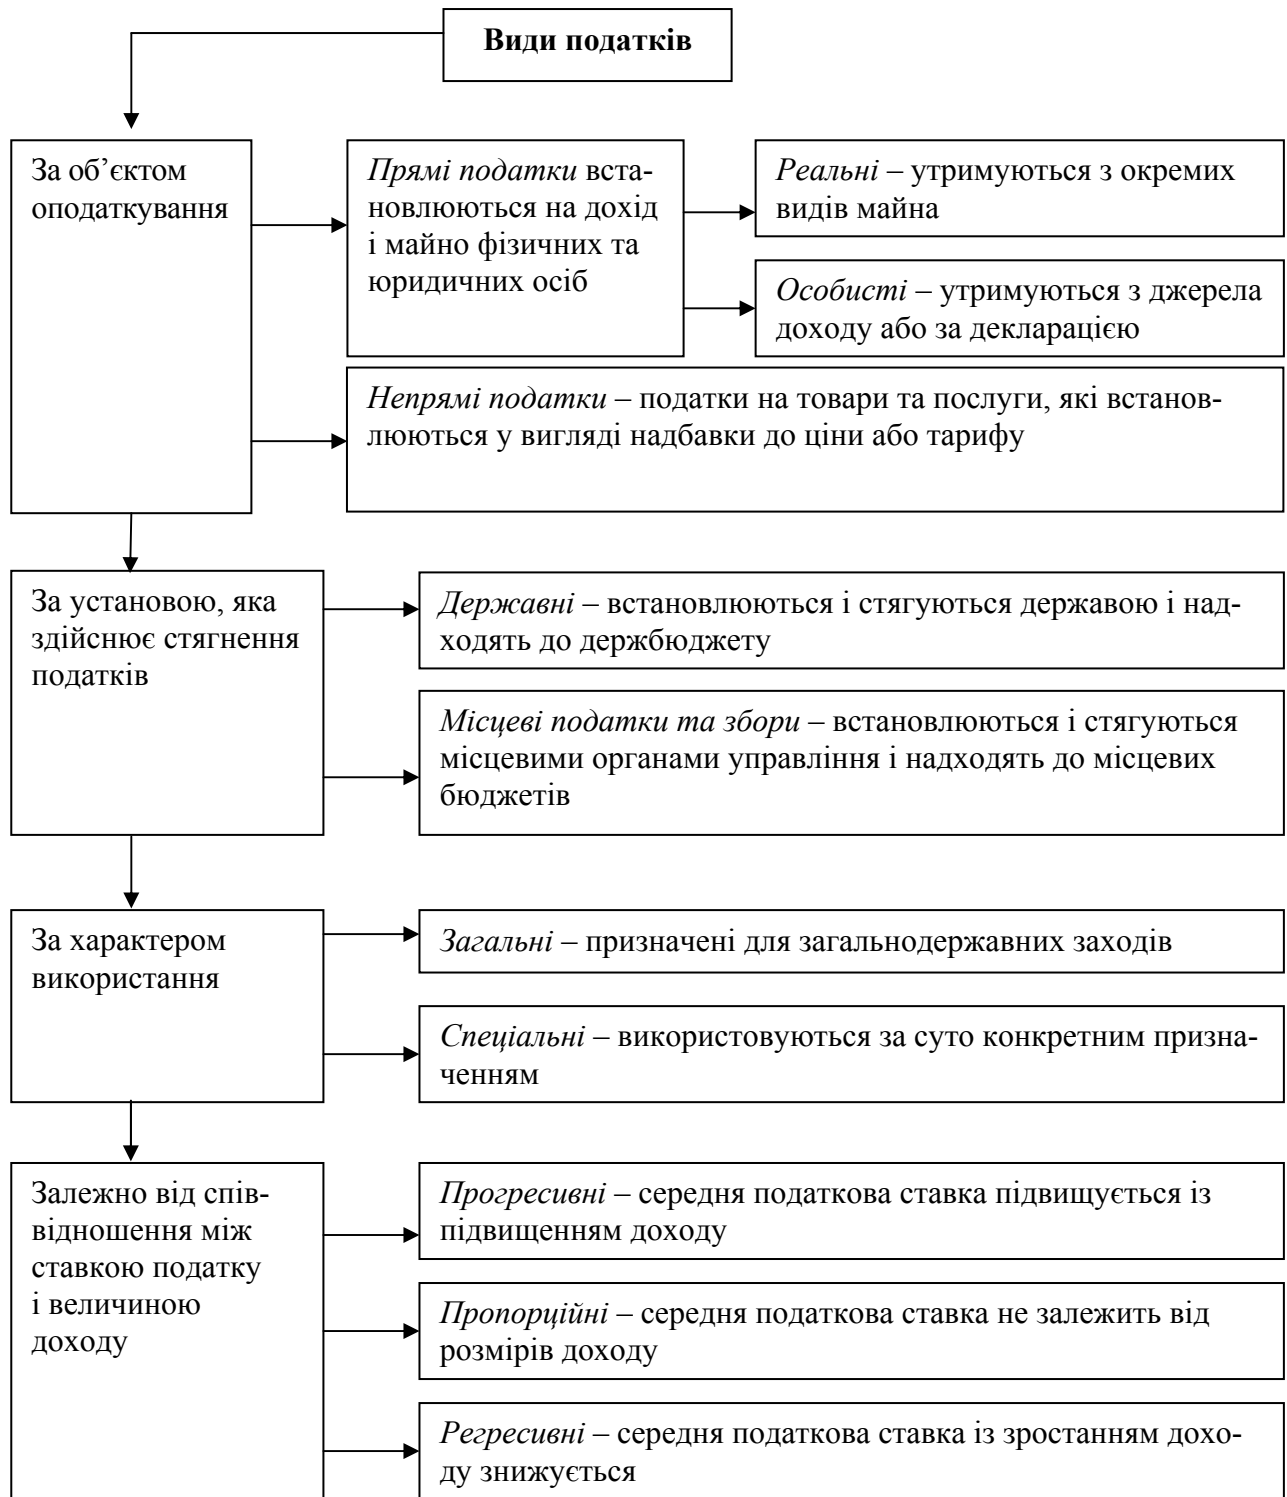 Види податків
За об’єктом
оподаткування
Прямі податки вста-
новлюються на дохід
і майно фізичних та
юридичних осіб
Реальні – утримуються з окремих
видів майна
Особисті – утримуються з джерела
доходу або за декларацією
Непрямі податки – податки на товари та послуги, які встанов-
люються у вигляді надбавки до ціни або тарифу
За установою, яка
здійснює стягнення
податків
Державні – встановлюються і стягуються державою і над-
ходять до держбюджету
Місцеві податки та збори – встановлюються і стягуються
місцевими органами управління і надходять до місцевих
бюджетів
За характером
використання
Загальні – призначені для загальнодержавних заходів
Спеціальні – використовуються за суто конкретним призна-
ченням
Залежно від спів-
відношення між
ставкою податку
і величиною
доходу
Прогресивні – середня податкова ставка підвищується із
підвищенням доходу
Пропорційні – середня податкова ставка не залежить від
розмірів доходу
Регресивні – середня податкова ставка із зростанням дохо-
ду знижується